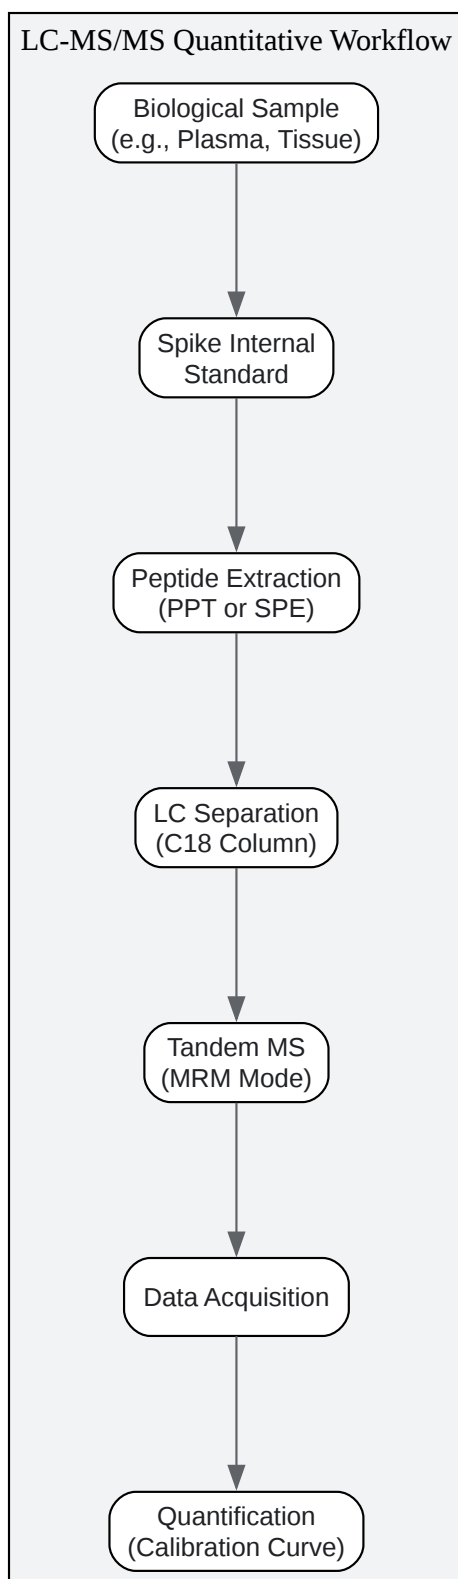 LC-MS/MS Quantitative Workflow
Biological Sample
(e.g., Plasma, Tissue)
Spike Internal
Standard
Peptide Extraction
(PPT or SPE)
LC Separation
(C18 Column)
Tandem MS
(MRM Mode)
Data Acquisition
Quantification
(Calibration Curve)